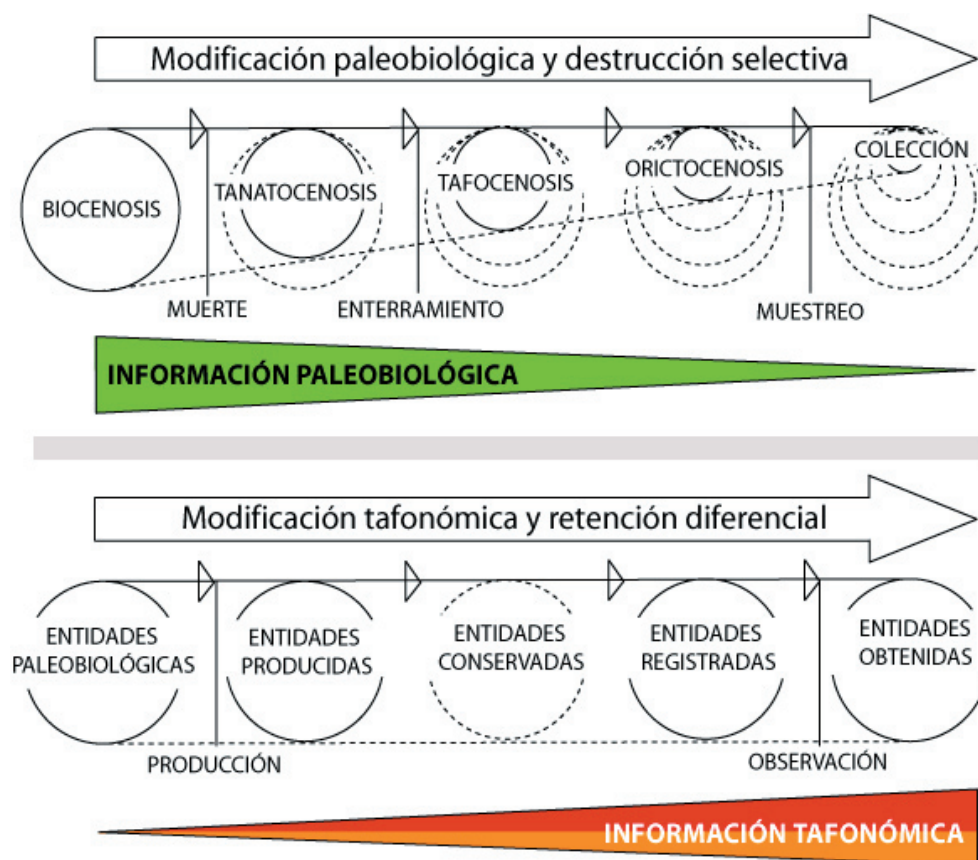 Modificación paleobiológica y destrucción selectiva
BIOCENOSIS
TANATOCENOSIS
TAFOCENOSIS
ORICTOCENOSIS
COLECCIÓN
MUERTE
ENTERRAMIENTO
MUESTREO
INFORMACIÓN PALEOBIOLÓGICA
Modificación tafonómica y retención diferencial
ENTIDADES
PALEOBIOLÓGICAS
ENTIDADES
PRODUCIDAS
ENTIDADES
CONSERVADAS
ENTIDADES
REGISTRADAS
ENTIDADES
OBTENIDAS
PRODUCCIÓN
OBSERVACIÓN
INFORMACIÓN TAFONÓMICA